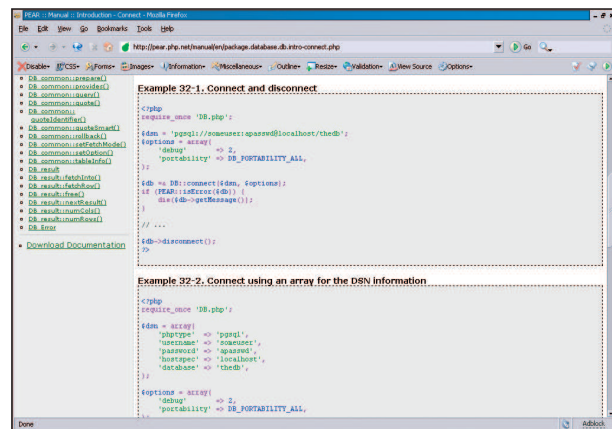 PEAR :: Manual :: Introduction - Connect - Mozilla Firefox
File Edit View Go Bookmarks Tools Help
http://pear.php.net/manual/en/package.database.db.intro-connect.php
Go
Disable CSS Forms Images Information Miscellaneous Outline Resize Validation View Source Options
DB_common::prepare()
DB_common::provides()
DB_common::query()
DB_common::quote()
DB_common::
quoteIdentifier()
DB_common::quoteSmart()
DB_common::rollback()
DB_common::setFetchMode()
DB_common::setOption()
DB_common::tableInfo()
DB_result
DB_result::fetchInto()
DB_result::fetchRow()
DB_result::free()
DB_result::nextResult()
DB_result::numCols()
DB_result::numRows()
DB_Error
Download Documentation
Example 32-1. Connect and disconnect
<?php
require_once 'DB.php';
$dsn = 'pgsql://someuser:apasswd@localhost/thedb';
$options = array(
'debug' => 2,
'portability' => DB_PORTABILITY_ALL,
);
$db =& DB::connect($dsn, $options);
if (PEAR::isError($db)) {
die($db->getMessage());
}
// ...
$db->disconnect();
?>
Example 32-2. Connect using an array for the DSN information
<?php
require_once 'DB.php';
$dsn = array(
'phptype' => 'pgsql',
'username' => 'someuser',
'password' => 'apasswd',
'hostspec' => 'localhost',
'database' => 'thedb',
);
$options = array(
'debug' => 2,
'portability' => DB_PORTABILITY_ALL,
Done
Adblock